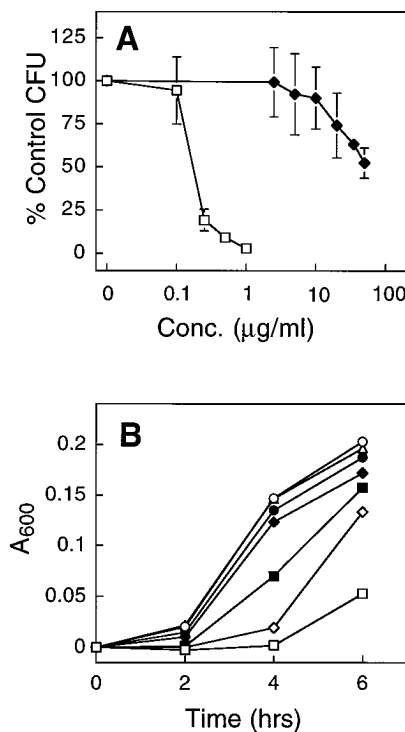 A
% Control CFU
125
100
75
50
25
0
0 0.1 1 10 100
Conc. (μg/ml)
B
A600
0.2
0.15
0.1
0.05
0
0 2 4 6
Time (hrs)